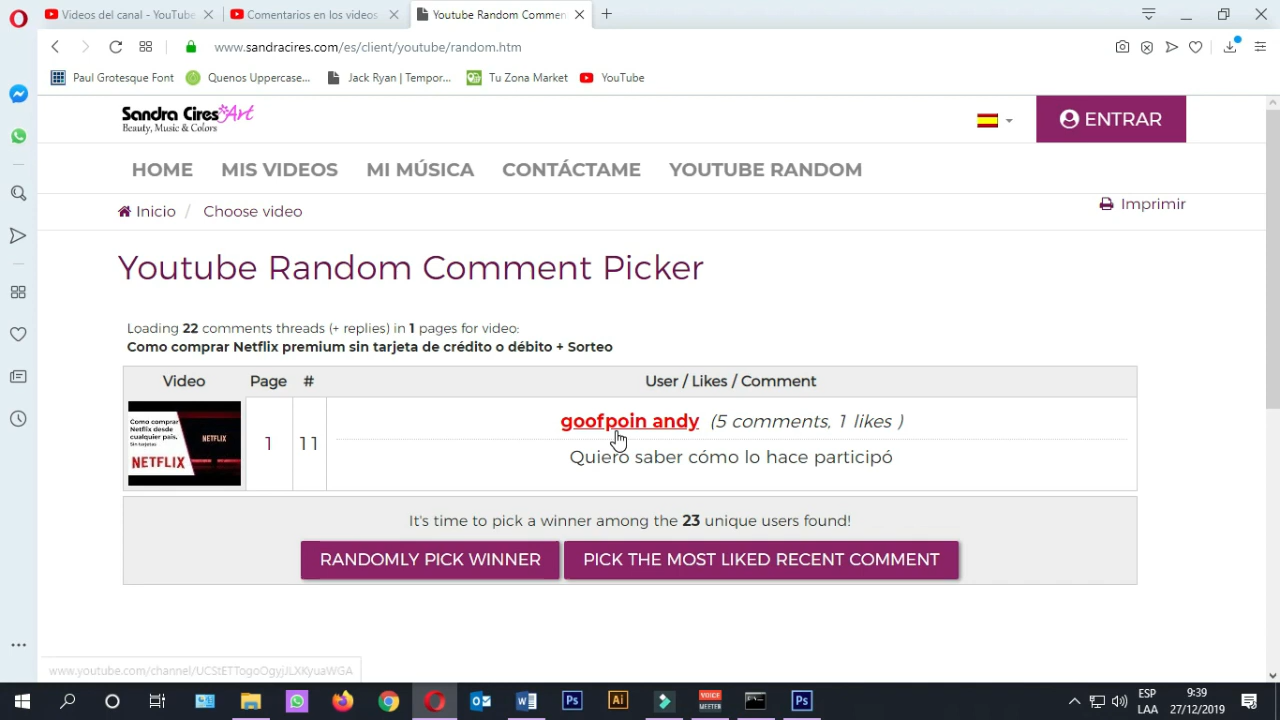 Videos del canal - YouTube
Comentarios en los videos
Youtube Random Commen
www.sandracires.com/es/client/youtube/random.htm
Paul Grotesque Font
Quenos Uppercase...
Jack Ryan | Tempor...
Tu Zona Market
YouTube
Sandra Cires Art
Beauty, Music & Colors
ENTRAR
HOME
MIS VIDEOS
MI MÚSICA
CONTÁCTAME
YOUTUBE RANDOM
Inicio / Choose video
Imprimir
Youtube Random Comment Picker
Loading 22 comments threads (+ replies) in 1 pages for video:
Como comprar Netflix premium sin tarjeta de crédito o débito + Sorteo
Video Page # User / Likes / Comment
Como comprar
Netflix desde
cualquier país.
Sin tarjetas
NETFLIX
NETFLIX
1 11
goofpoin andy (5 comments, 1 likes )
Quiero saber cómo lo hace participó
It's time to pick a winner among the 23 unique users found!
RANDOMLY PICK WINNER
PICK THE MOST LIKED RECENT COMMENT
www.youtube.com/channel/UCStETTogoOgyjJLXKyuaWGA
VOICE
MEETER
ESP
LAA
9:39
27/12/2019